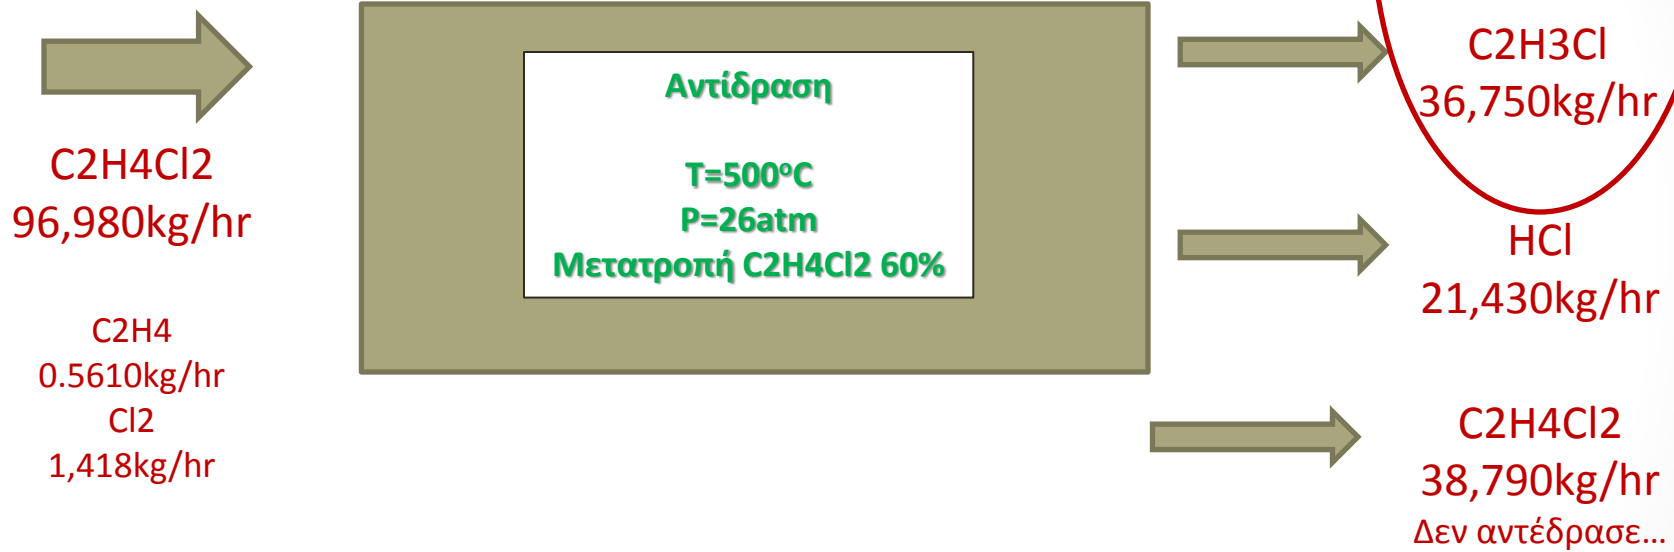 C2H4Cl2
96,980kg/hr
C2H4
0.5610kg/hr
Cl2
1,418kg/hr
Αντίδραση
T=500οC
P=26atm
Μετατροπή C2H4Cl2 60%
C2H3Cl
36,750kg/hr
HCl
21,430kg/hr
C2H4Cl2
38,790kg/hr
Δεν αντέδρασε...